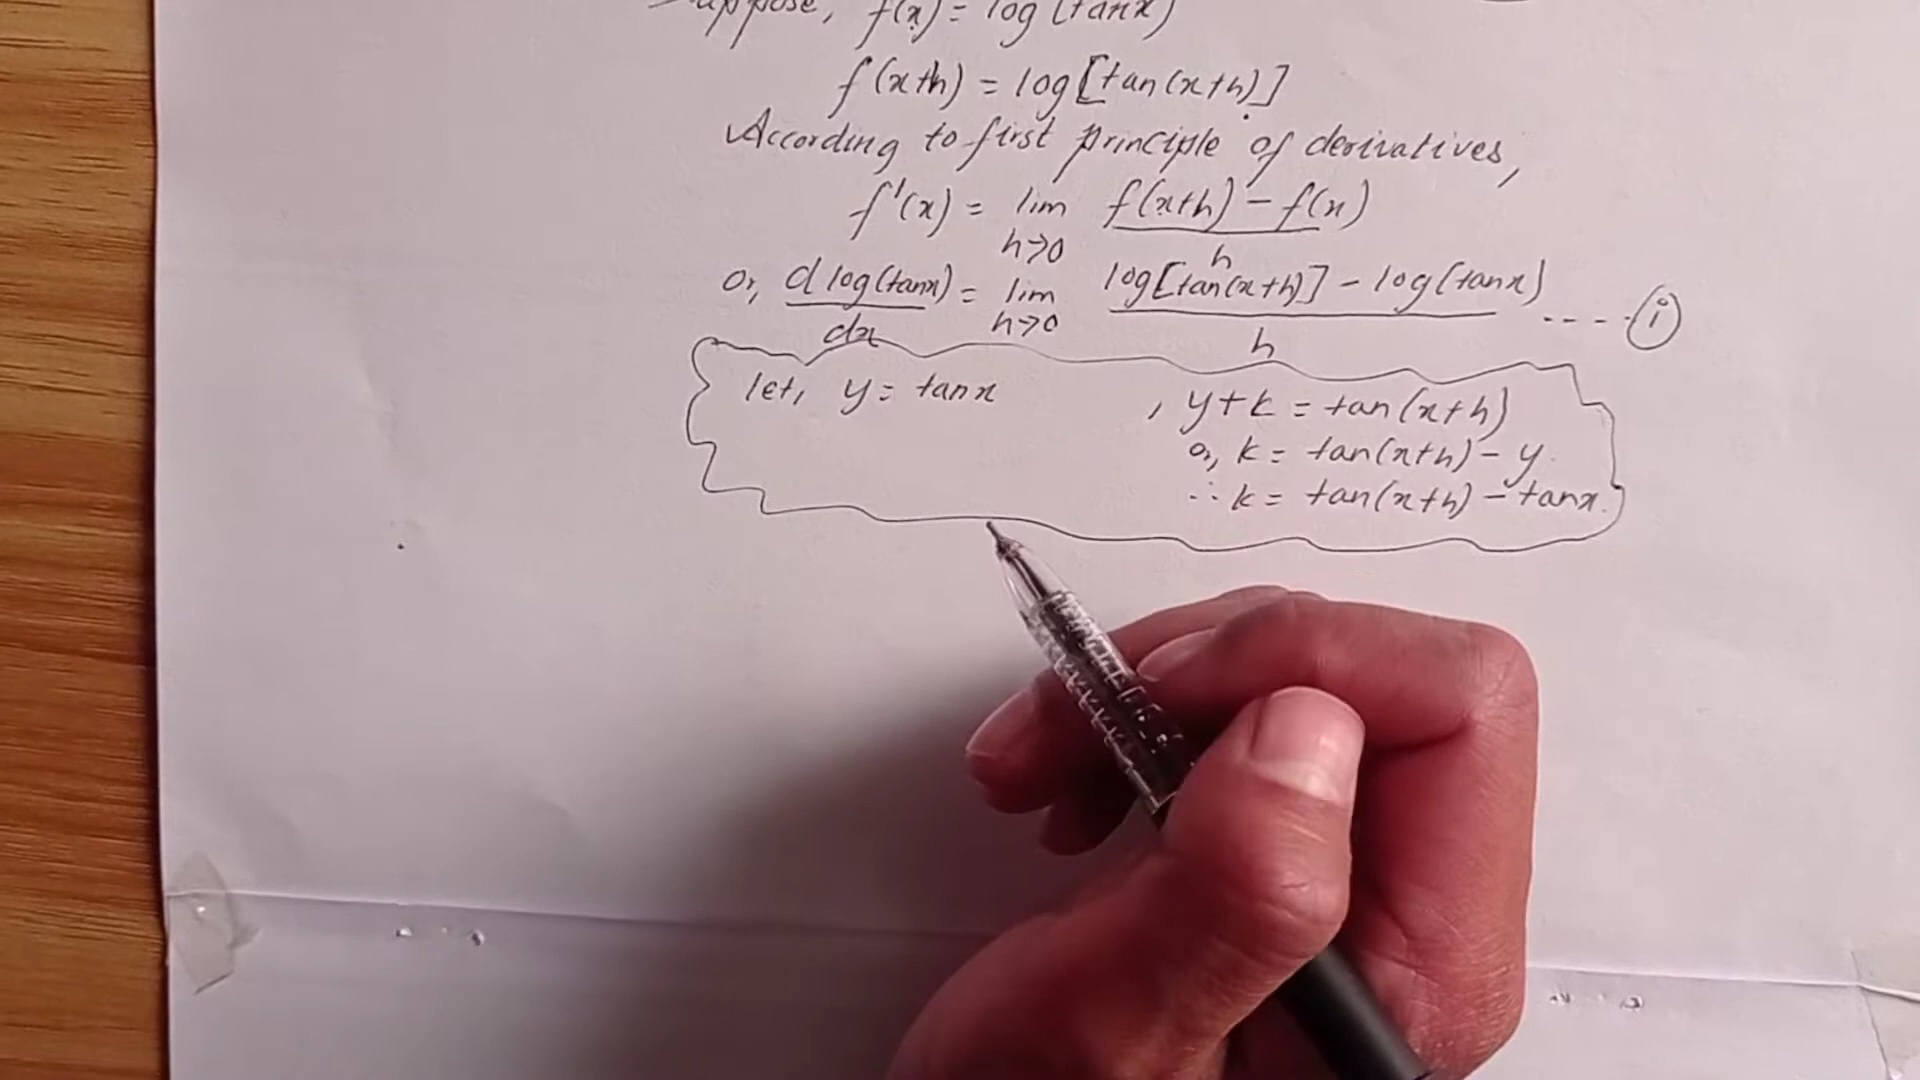 Suppose, f(x) = log(tanx)
f(x+h) = log[tan(x+h)]
According to first principle of derivatives,
f'(x) = lim h→0 f(x+h) - f(x) / h
or, d log(tanx) / dx = lim h→0 log[tan(x+h)] - log(tanx) / h ---- (i)
let, y = tanx , y+k = tan(x+h)
or, k = tan(x+h) - y.
∴ k = tan(x+h) - tanx.